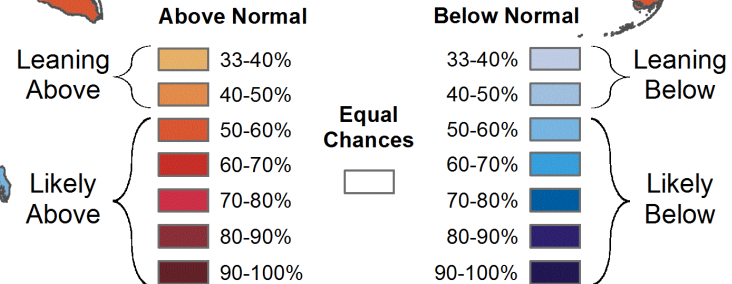 Above Normal
Below Normal
Leaning
Above
33-40%
40-50%
Likely
Above
50-60%
60-70%
70-80%
80-90%
90-100%
Equal
Chances
33-40%
40-50%
Leaning
Below
50-60%
60-70%
70-80%
80-90%
90-100%
Likely
Below